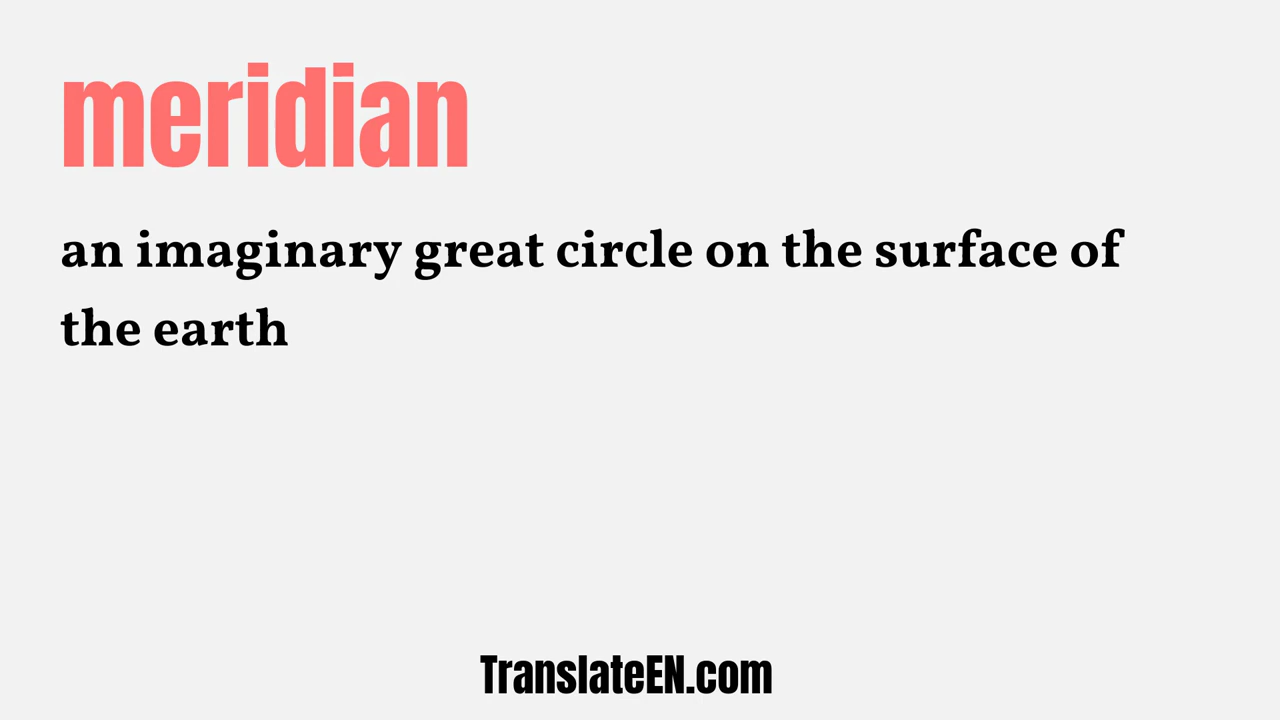 meridian
an imaginary great circle on the surface of
the earth
TranslateEN.com